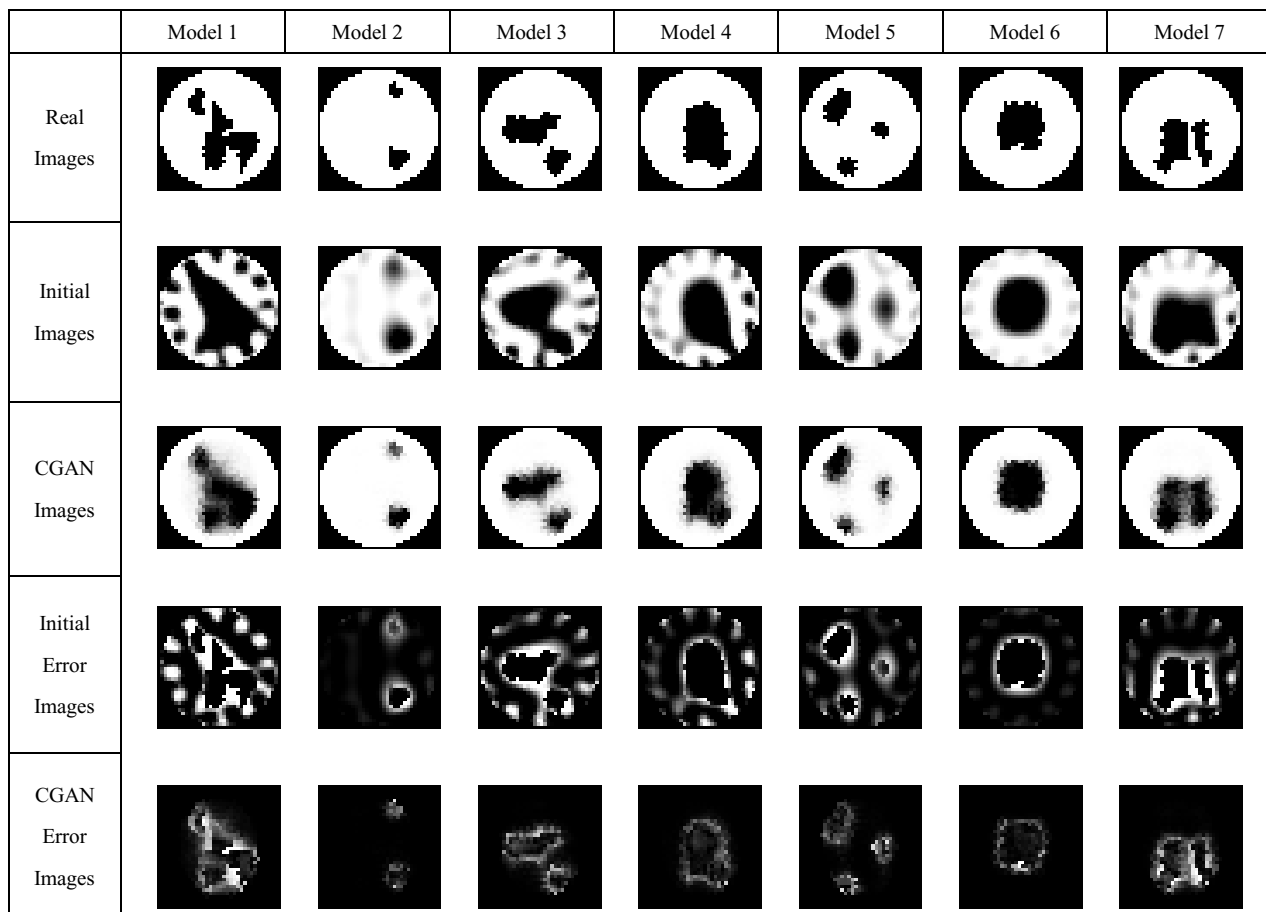 Model 1 Model 2 Model 3 Model 4 Model 5 Model 6 Model 7
Real
Images
Initial
Images
CGAN
Images
Initial
Error
Images
CGAN
Error
Images